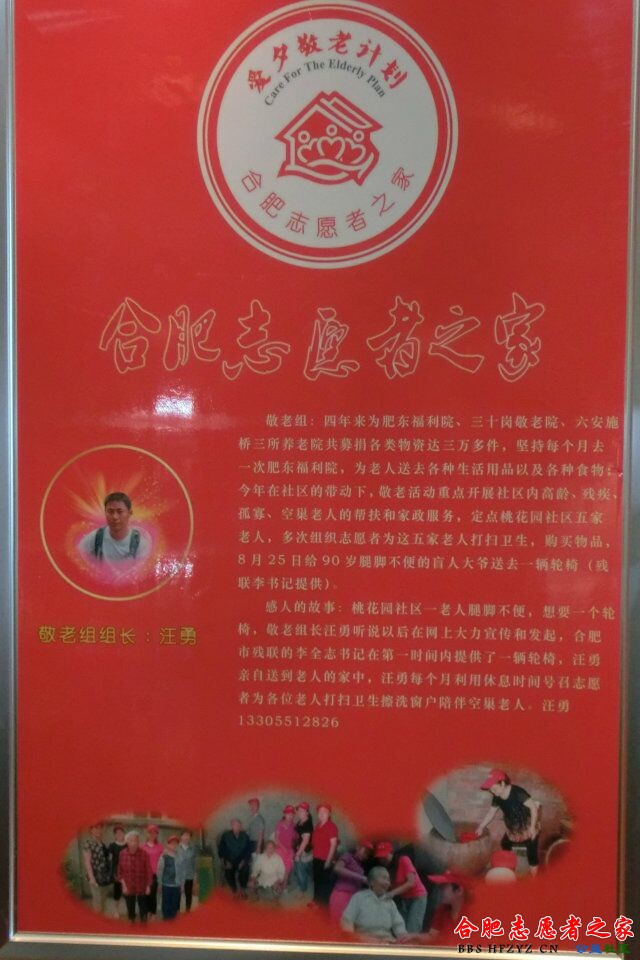 爱夕敬老计划
Care For The Elderly Plan
合肥志愿者之家
合肥志愿者之家
敬老组：四年来为肥东福利院、三十岗敬老院、六安施
桥三所养老院共募捐各类物资达三万多件，坚持每个月去
一次肥东福利院，为老人送去各种生活用品以及各种食物；
今年在社区的带动下，敬老活动重点开展社区内高龄、残疾、
孤寡、空巢老人的帮扶和家政服务，定点桃花园社区五家
老人，多次组织志愿者为这五家老人打扫卫生，购买物品，
8月25日给90岁腿脚不便的盲人大爷送去一辆轮椅（残
联李书记提供）。
感人的故事：桃花园社区一老人腿脚不便，想要一个轮
椅，敬老组长汪勇听说以后在网上大力宣传和发起，合肥
市残联的李全志书记在第一时间内提供了一辆轮椅，汪勇
亲自送到老人的家中，汪勇每个月利用休息时间号召志愿
者为各位老人打扫卫生擦洗窗户陪伴空巢老人。汪勇
13305512826
敬老组组长：汪勇
合肥志愿者之家
BBS.HFZYZ.CN